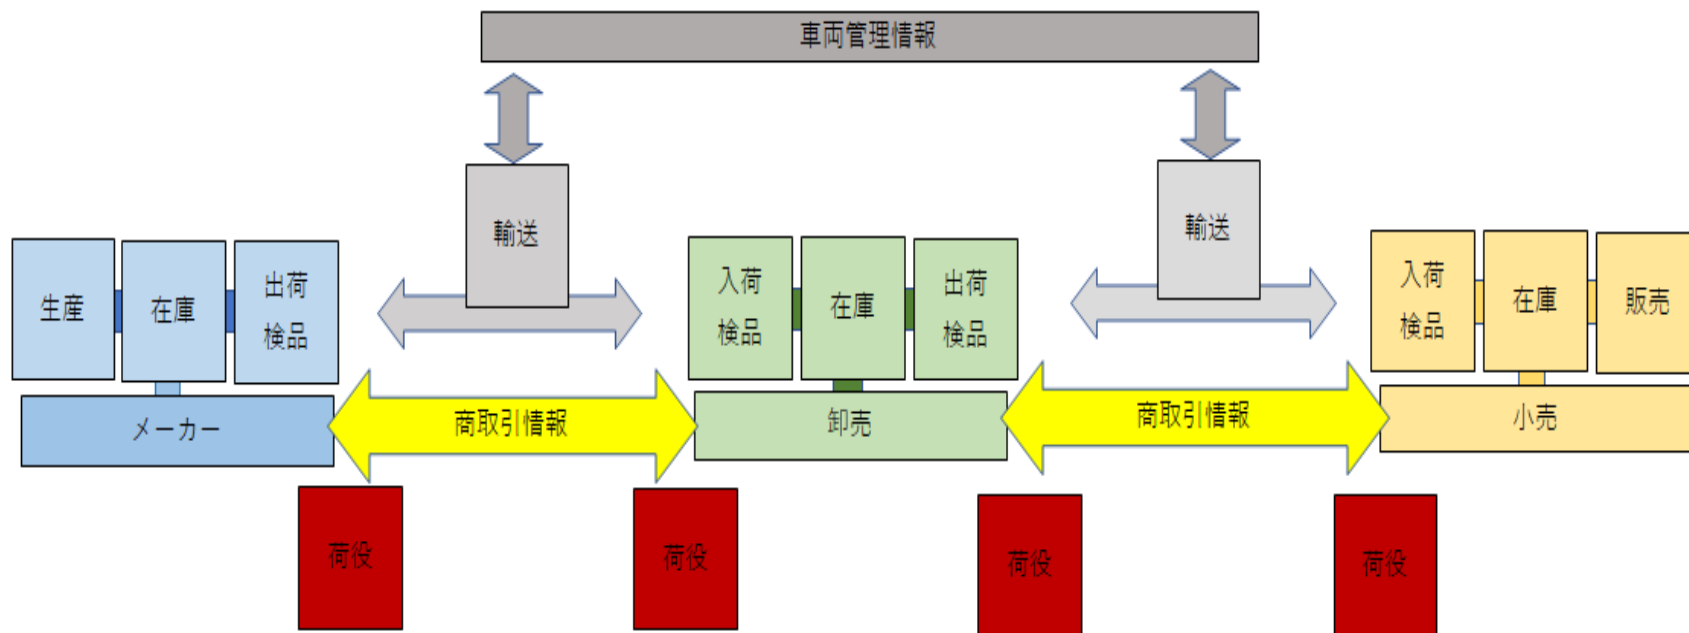 車両管理情報
輸送
輸送
生産
在庫
出荷
検品
入荷
検品
在庫
出荷
検品
入荷
検品
在庫
販売
メーカー
商取引情報
卸売
商取引情報
小売
荷役
荷役
荷役
荷役